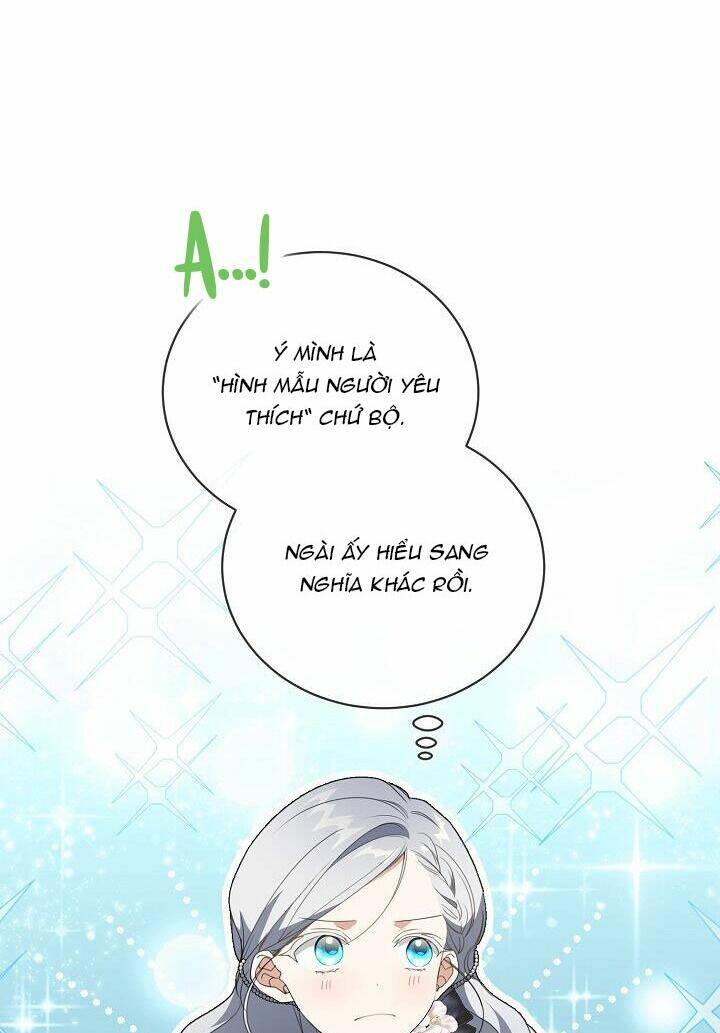 A...!
Ý MÌNH LÀ
"HÌNH MẪU NGƯỜI YÊU
THÍCH" CHỨ BỘ.
NGÀI ẤY HIỂU SANG
NGHĨA KHÁC RỒI.